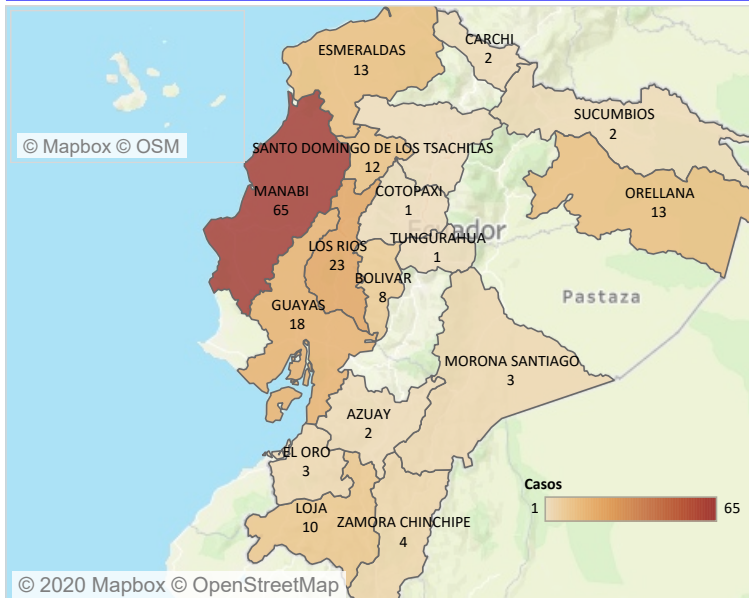 CARCHI
2
ESMERALDAS
13
SUCUMBIOS
2
© Mapbox © OSM
SANTO DOMINGO DE LOS TSACHILAS
12
MANABI
65
COTOPAXI
1
ORELLANA
13
LOS RIOS
23
TUNGURAHUA
1
BOLIVAR
8
Pastaza
GUAYAS
18
MORONA SANTIAGO
3
AZUAY
2
EL ORO
3
Casos
1
65
LOJA
10
ZAMORA CHINCHIPE
4
© 2020 Mapbox © OpenStreetMap